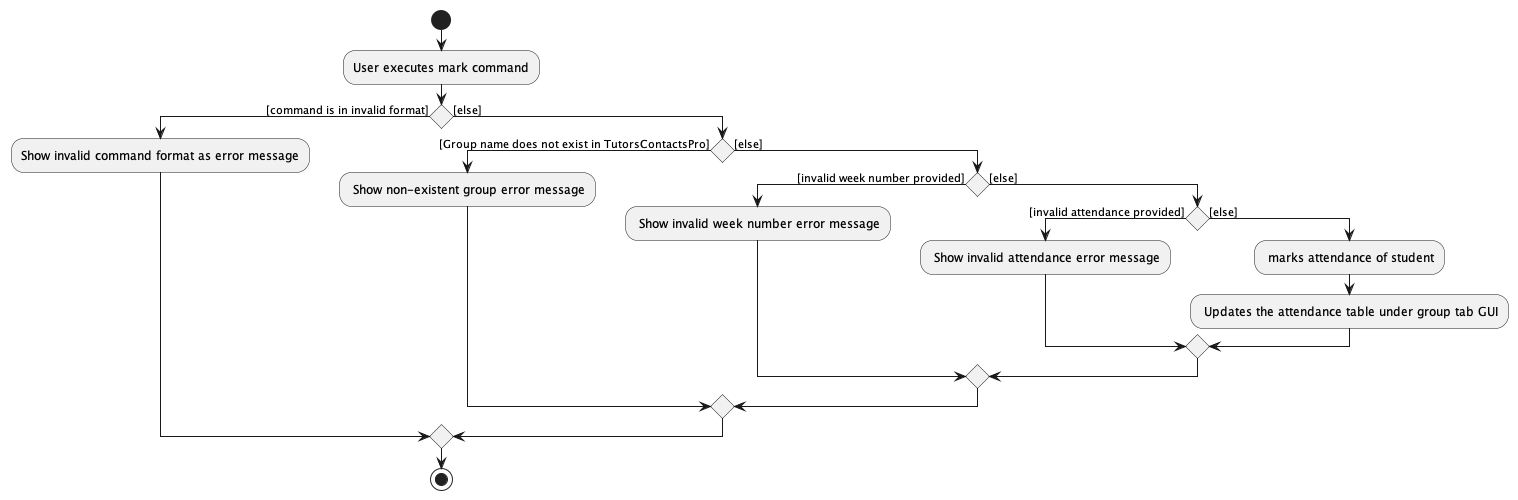 User executes mark command
[command is in invalid format]
[else]
Show invalid command format as error message
[Group name does not exist in TutorsContactsPro]
[else]
Show non-existent group error message
[invalid week number provided]
[else]
Show invalid week number error message
[invalid attendance provided]
[else]
Show invalid attendance error message
marks attendance of student
Updates the attendance table under group tab GUI